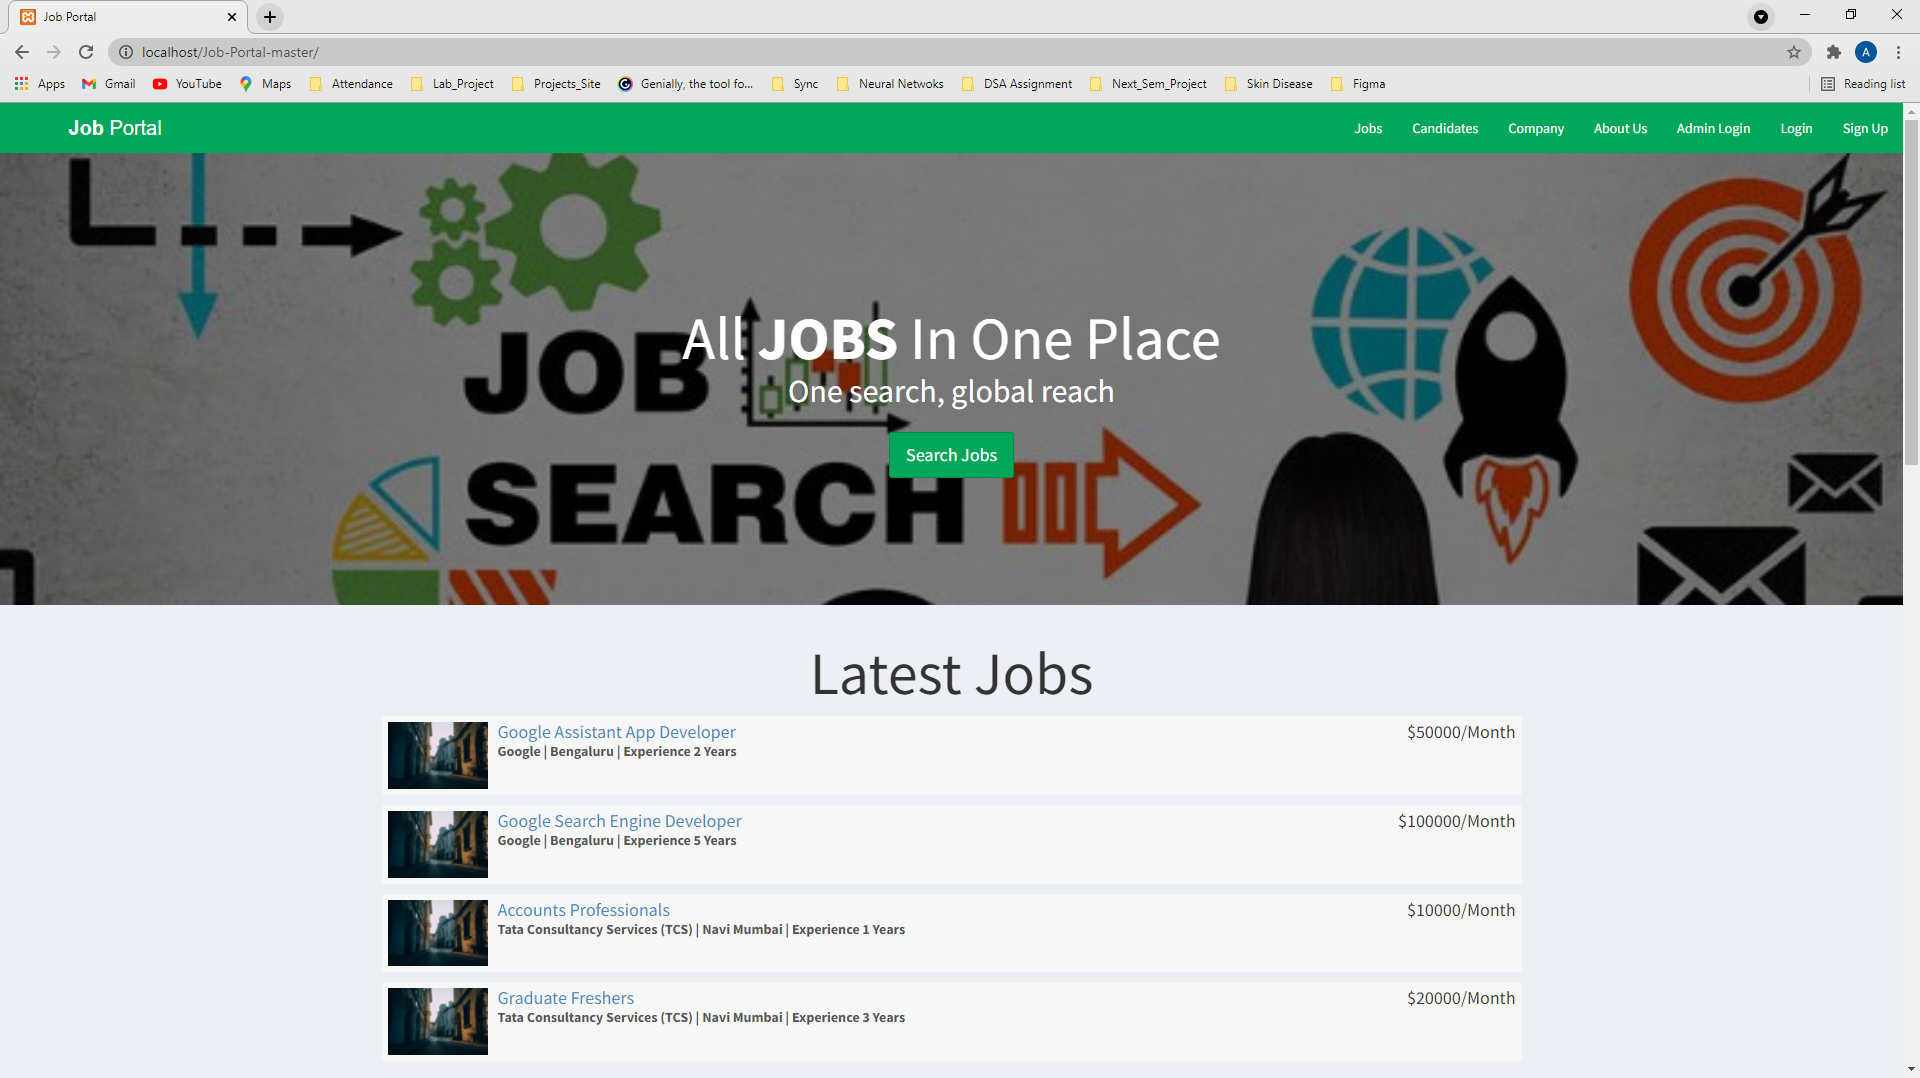 Job Portal
localhost/Job-Portal-master/
A
Apps Gmail YouTube Maps Attendance Lab_Project Projects_Site Genially, the tool fo... Sync Neural Netwoks DSA Assignment Next_Sem_Project Skin Disease Figma Reading list
Job Portal Jobs Candidates Company About Us Admin Login Login Sign Up
All JOBS In One Place
One search, global reach
Search Jobs
JOB
SEARCH
Latest Jobs
Google Assistant App Developer $50000/Month
Google | Bengaluru | Experience 2 Years
Google Search Engine Developer $100000/Month
Google | Bengaluru | Experience 5 Years
Accounts Professionals $10000/Month
Tata Consultancy Services (TCS) | Navi Mumbai | Experience 1 Years
Graduate Freshers $20000/Month
Tata Consultancy Services (TCS) | Navi Mumbai | Experience 3 Years